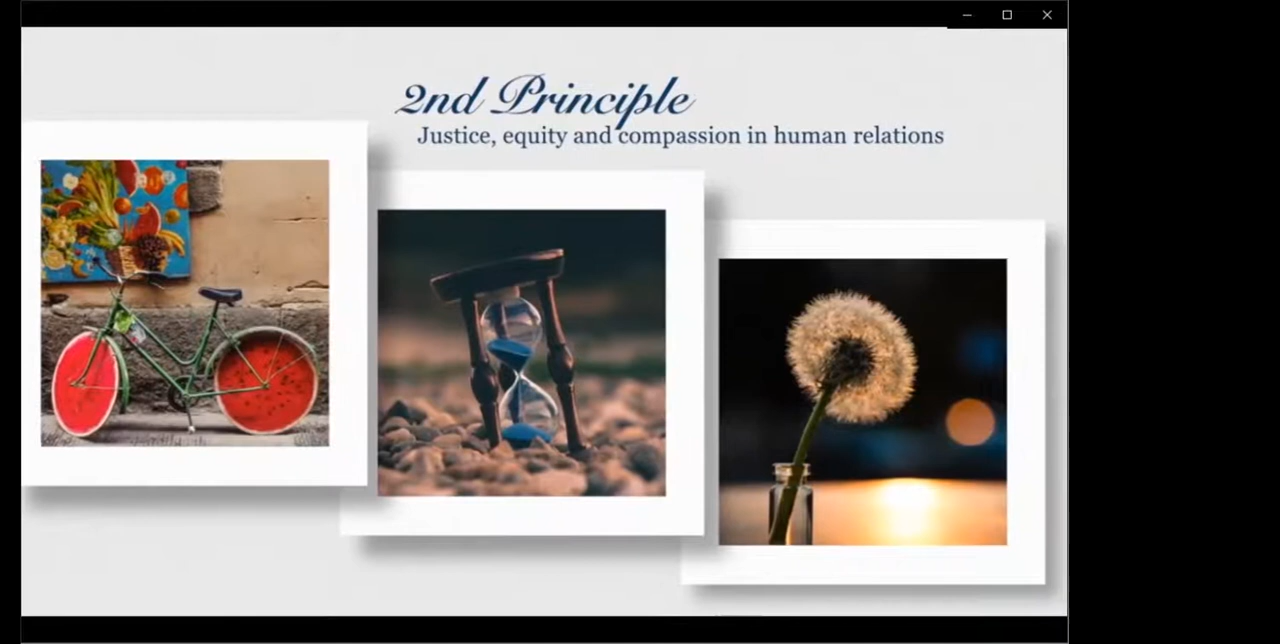 2nd Principle
Justice, equity and compassion in human relations